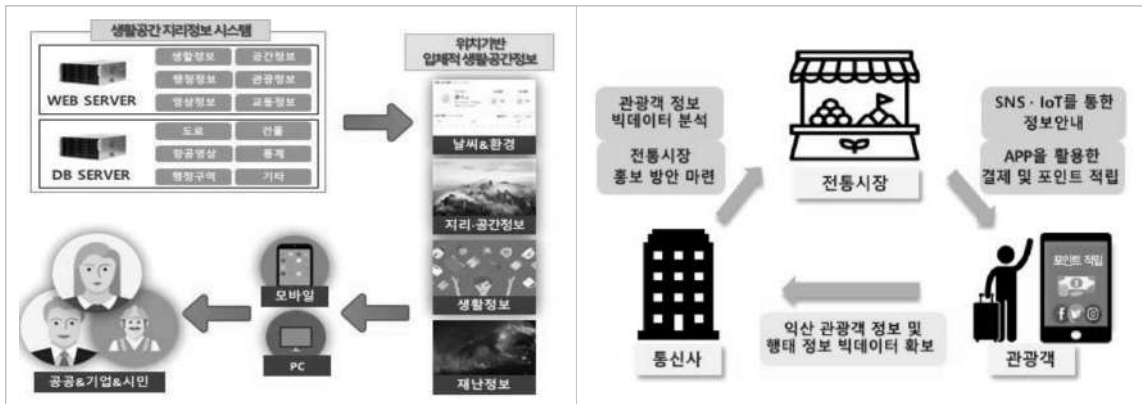 생활공간 지리정보 시스템
WEB SERVER
생활정보
공간정보
행정정보
관광정보
영상정보
교통정보
DB SERVER
도로
건물
항공영상
통계
행정구역
기타
위치기반
입체적 생활공간정보
날씨&환경
지리·공간정보
생활정보
재난정보
모바일
PC
공공&기업&시민
관광객 정보
빅데이터 분석
전통시장
홍보 방안 마련
전통시장
SNS · IoT를 통한
정보안내
APP을 활용한
결제 및 포인트 적립
통신사
익산 관광객 정보 및
행태 정보 빅데이터 확보
포인트 적립
관광객